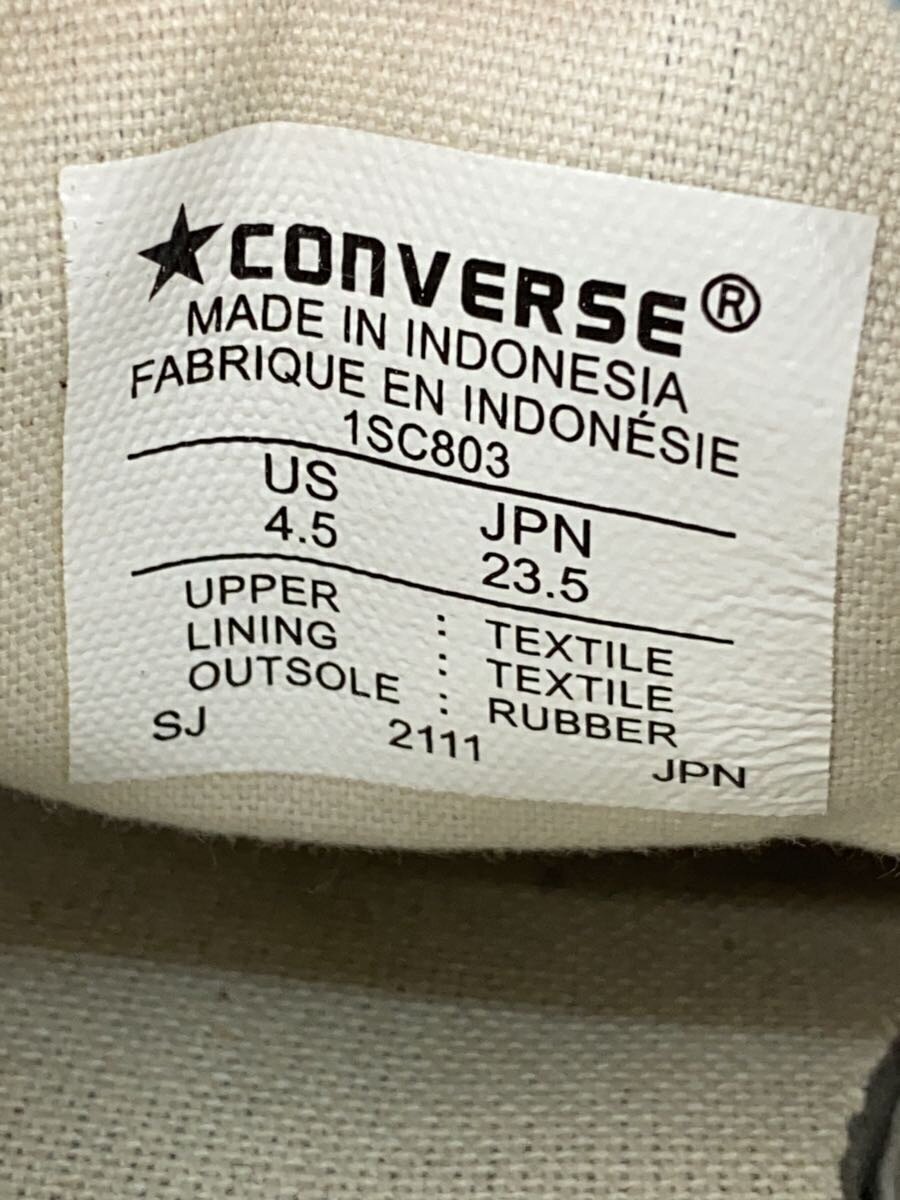 ★CONVERSE®
MADE IN INDONESIA
FABRIQUE EN INDONÉSIE
1SC803
US JPN
4.5 23.5
UPPER : TEXTILE
LINING : TEXTILE
OUTSOLE : RUBBER
SJ 2111 JPN